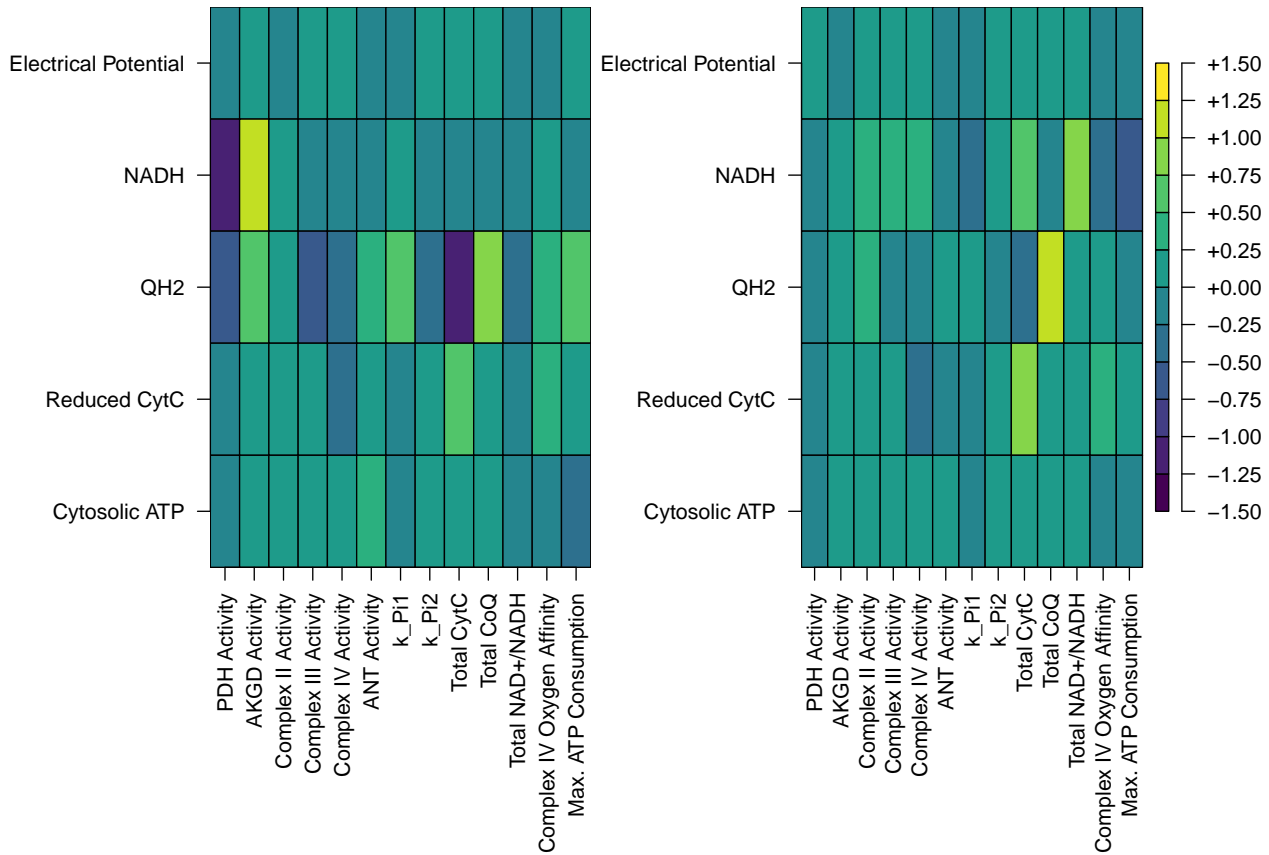 Electrical Potential
NADH
QH2
Reduced CytC
Cytosolic ATP
PDH Activity
AKGD Activity
Complex II Activity
Complex III Activity
Complex IV Activity
ANT Activity
k_Pi1
k_Pi2
Total CytC
Total CoQ
Total NAD+/NADH
Complex IV Oxygen Affinity
Max. ATP Consumption
Electrical Potential
NADH
QH2
Reduced CytC
Cytosolic ATP
PDH Activity
AKGD Activity
Complex II Activity
Complex III Activity
Complex IV Activity
ANT Activity
k_Pi1
k_Pi2
Total CytC
Total CoQ
Total NAD+/NADH
Complex IV Oxygen Affinity
Max. ATP Consumption
+1.50
+1.25
+1.00
+0.75
+0.50
+0.25
+0.00
−0.25
−0.50
−0.75
−1.00
−1.25
−1.50